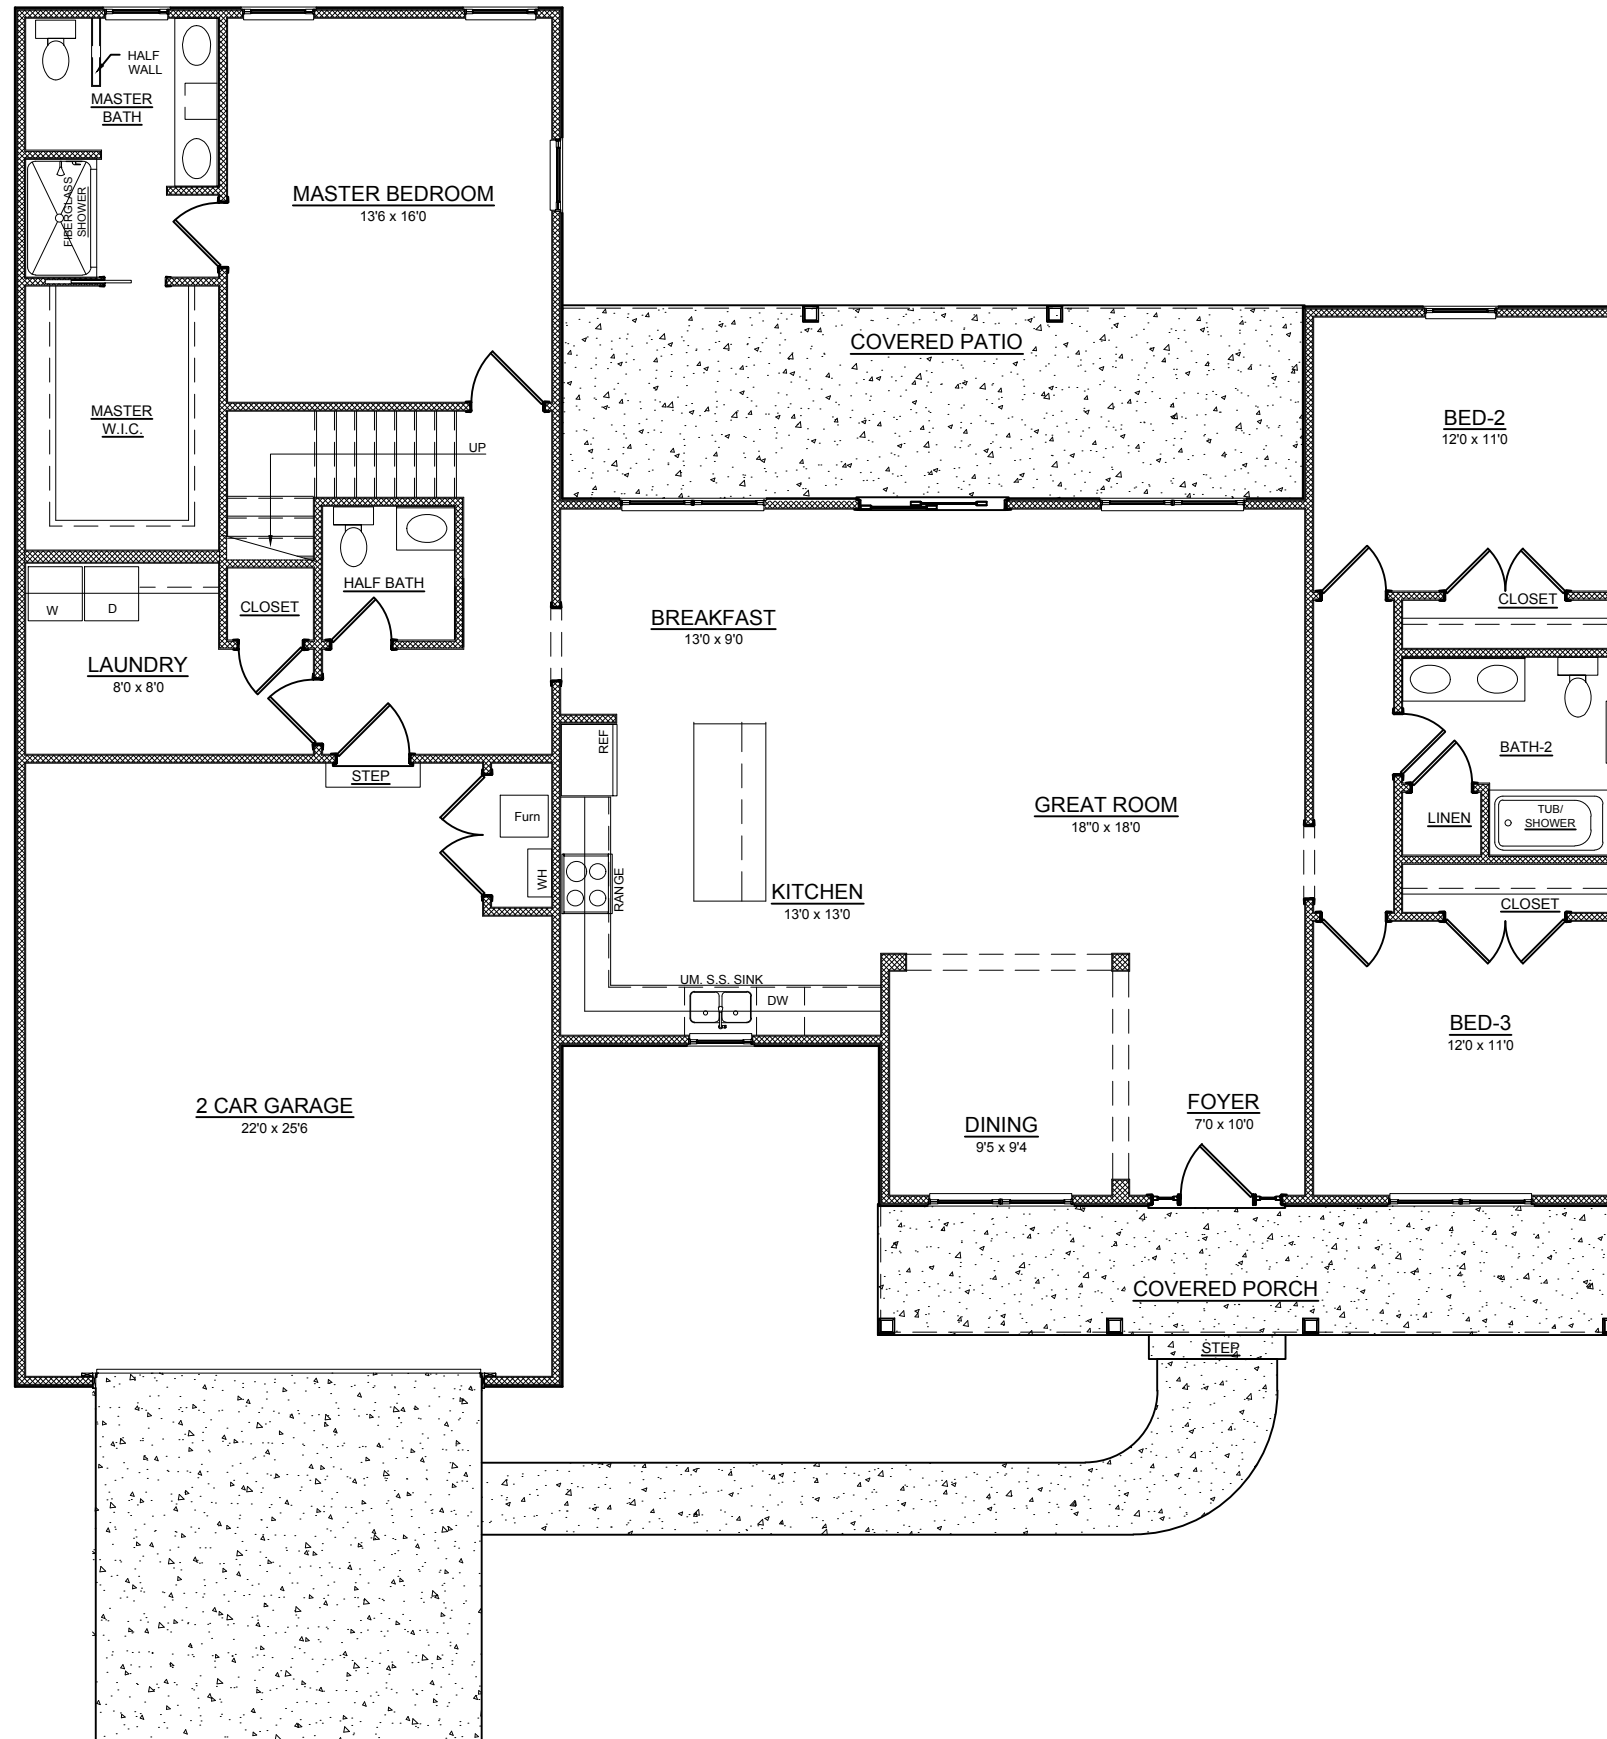 HALF
WALL
MASTER
BATH
FIBERGLASS
SHOWER
MASTER BEDROOM
13'6 x 16'0
MASTER
W.I.C.
UP
COVERED PATIO
BED-2
12'0 x 11'0
HALF BATH
W
D
CLOSET
LAUNDRY
8'0 x 8'0
BREAKFAST
13'0 x 9'0
CLOSET
BATH-2
LINEN
TUB/
SHOWER
CLOSET
STEP
Furn
WH
REF
RANGE
GREAT ROOM
18"0 x 18'0
KITCHEN
13'0 x 13'0
UM. S.S. SINK
DW
BED-3
12'0 x 11'0
2 CAR GARAGE
22'0 x 25'6
DINING
9'5 x 9'4
FOYER
7'0 x 10'0
COVERED PORCH
STEP